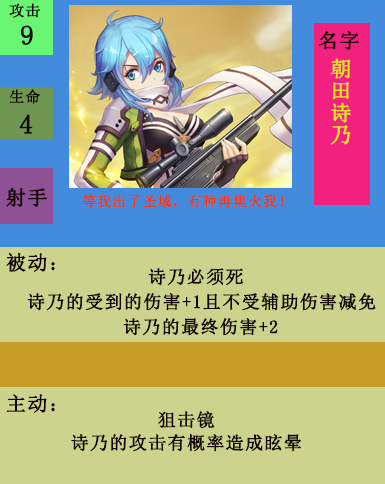 攻击
9
生命
4
射手
名字
朝田诗乃
等我出了圣域，有种再集火我！
被动：
诗乃必须死
诗乃的受到的伤害+1且不受辅助伤害减免
诗乃的最终伤害+2
主动：
狙击镜
诗乃的攻击有概率造成眩晕